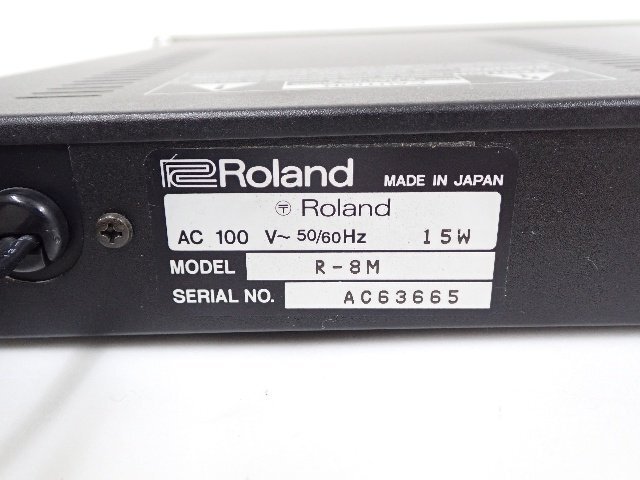 Roland MADE IN JAPAN
〶 Roland
AC 100 V~ 50/60Hz 15W
MODEL R-8M
SERIAL NO. AC63665